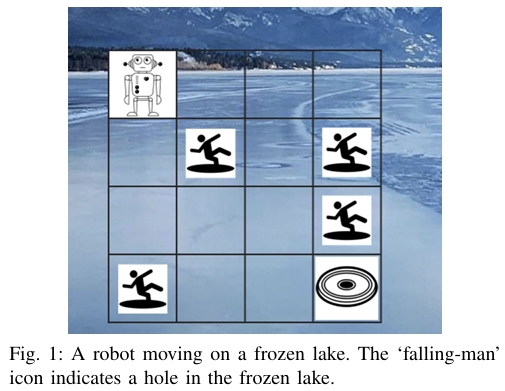 Fig. 1: A robot moving on a frozen lake. The ‘falling-man’
icon indicates a hole in the frozen lake.